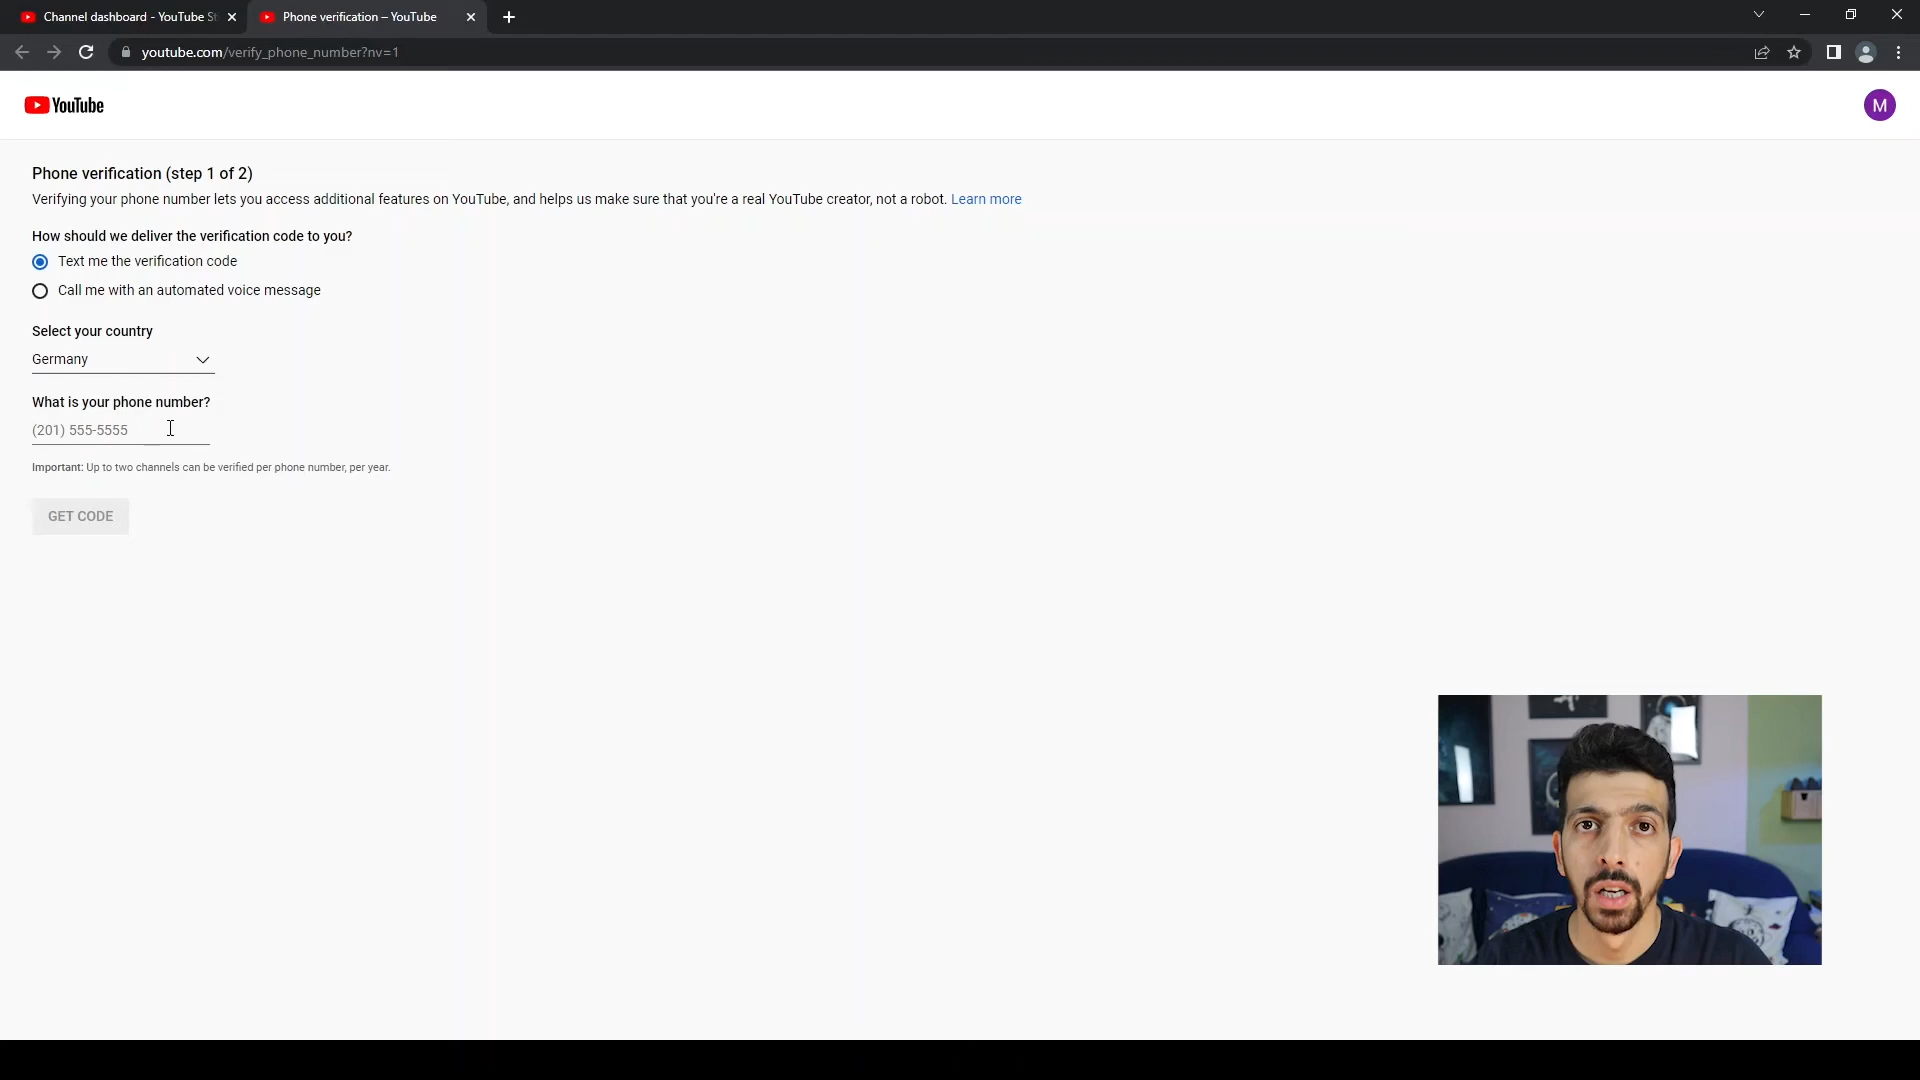 Channel dashboard - YouTube St
Phone verification – YouTube
youtube.com/verify_phone_number?nv=1
YouTube
M
Phone verification (step 1 of 2)
Verifying your phone number lets you access additional features on YouTube, and helps us make sure that you're a real YouTube creator, not a robot. Learn more
How should we deliver the verification code to you?
Text me the verification code
Call me with an automated voice message
Select your country
Germany
What is your phone number?
(201) 555-5555
Important: Up to two channels can be verified per phone number, per year.
GET CODE